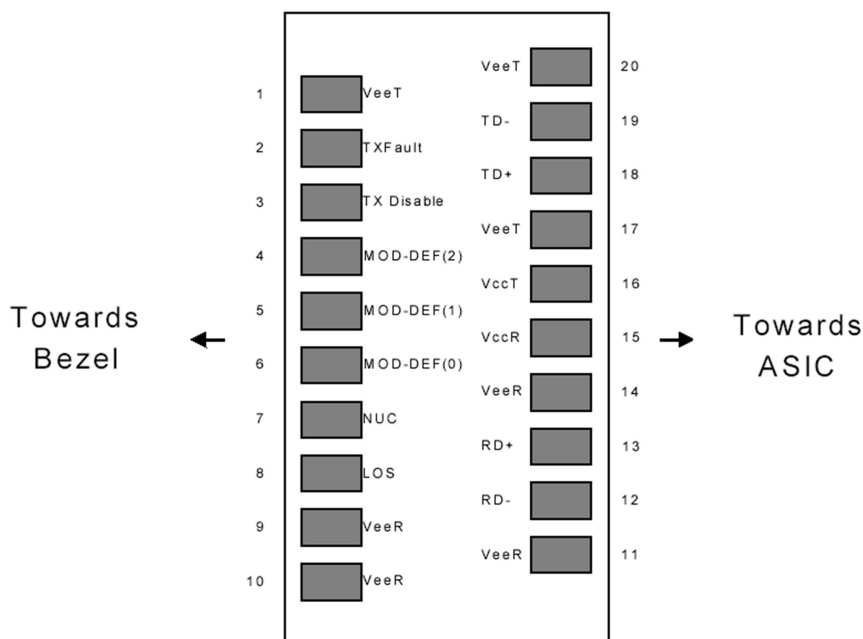 VeeT 20
1 VeeT
TD- 19
2 TXFault
TD+ 18
3 TX Disable
VeeT 17
4 MOD-DEF(2)
VccT 16
5 MOD-DEF(1)
Towards
Bezel
VccR 15
Towards
ASIC
6 MOD-DEF(0)
VeeR 14
7 NUC
RD+ 13
8 LOS
RD- 12
9 VeeR
VeeR 11
10 VeeR